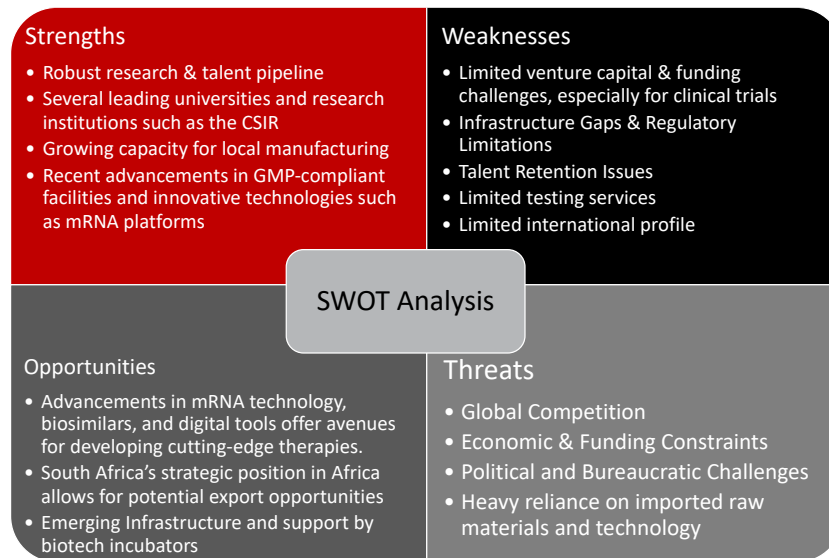 Strengths
• Robust research & talent pipeline
• Several leading universities and research
institutions such as the CSIR
• Growing capacity for local manufacturing
• Recent advancements in GMP-compliant
facilities and innovative technologies such
as mRNA platforms
Weaknesses
• Limited venture capital & funding
challenges, especially for clinical trials
• Infrastructure Gaps & Regulatory
Limitations
• Talent Retention Issues
• Limited testing services
• Limited international profile
SWOT Analysis
Opportunities
• Advancements in mRNA technology,
biosimilars, and digital tools offer avenues
for developing cutting-edge therapies.
• South Africa’s strategic position in Africa
allows for potential export opportunities
• Emerging Infrastructure and support by
biotech incubators
Threats
• Global Competition
• Economic & Funding Constraints
• Political and Bureaucratic Challenges
• Heavy reliance on imported raw
materials and technology